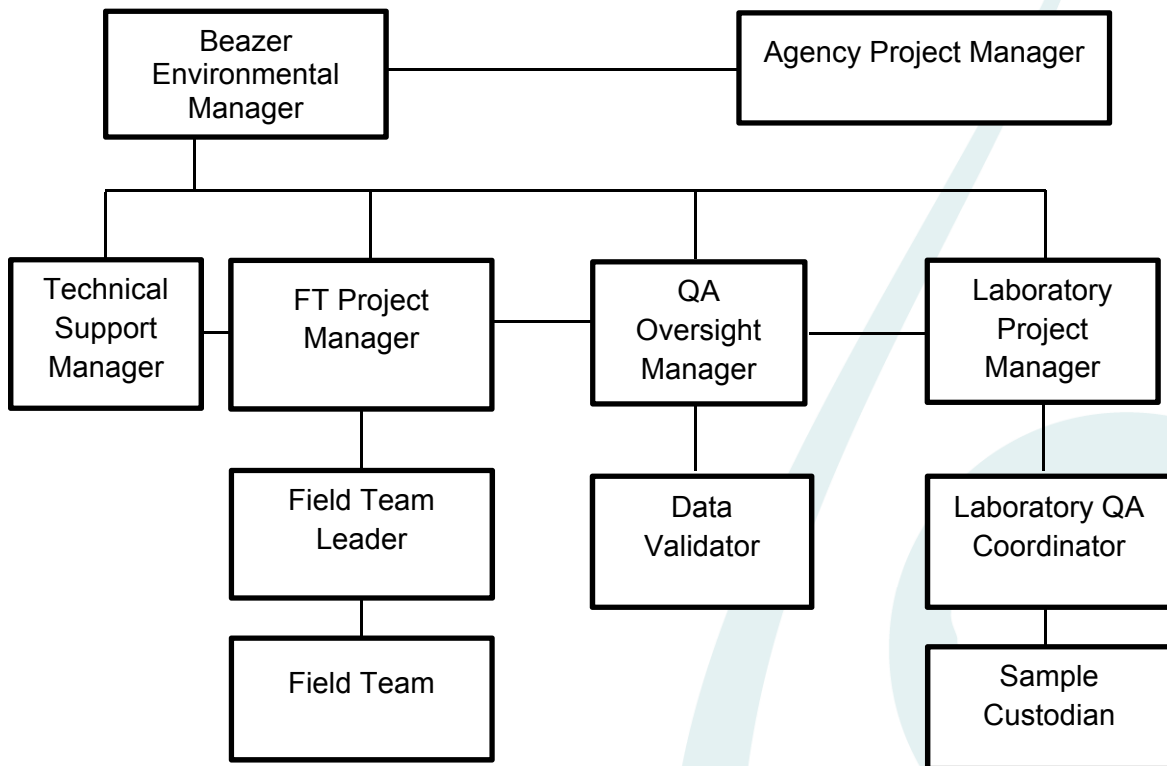 Beazer
Environmental
Manager
Agency Project Manager
Technical
Support
Manager
FT Project
Manager
QA
Oversight
Manager
Laboratory
Project
Manager
Field Team
Leader
Data
Validator
Laboratory QA
Coordinator
Field Team
Sample
Custodian